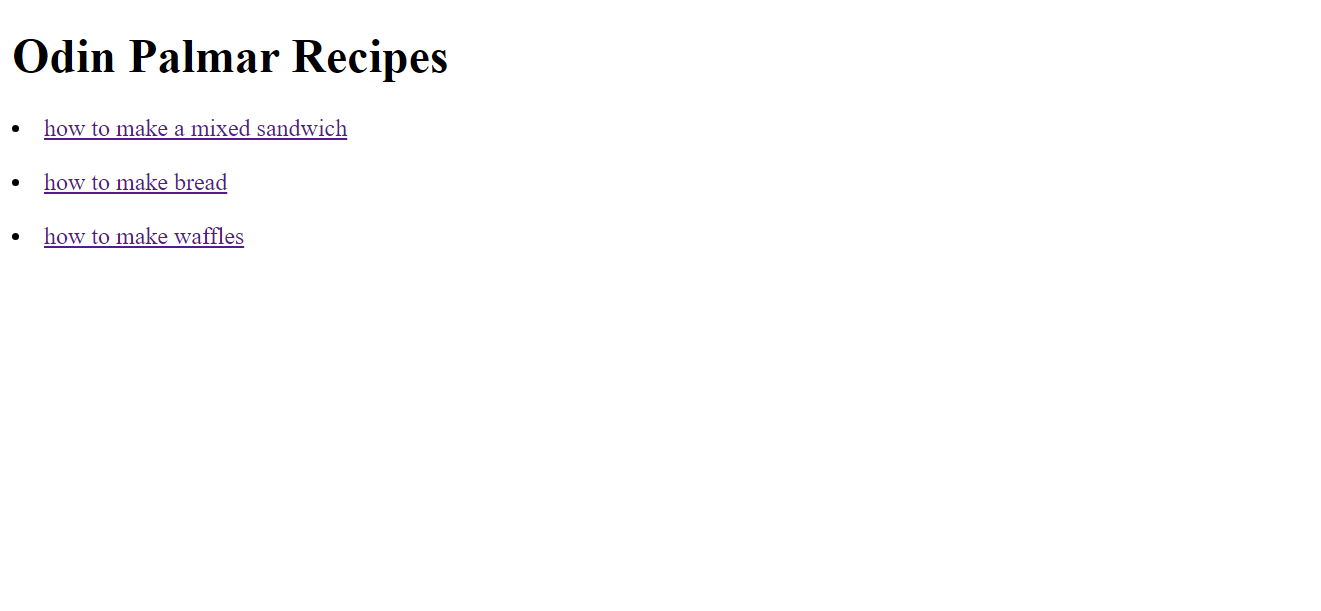 Odin Palmar Recipes
how to make a mixed sandwich
how to make bread
how to make waffles